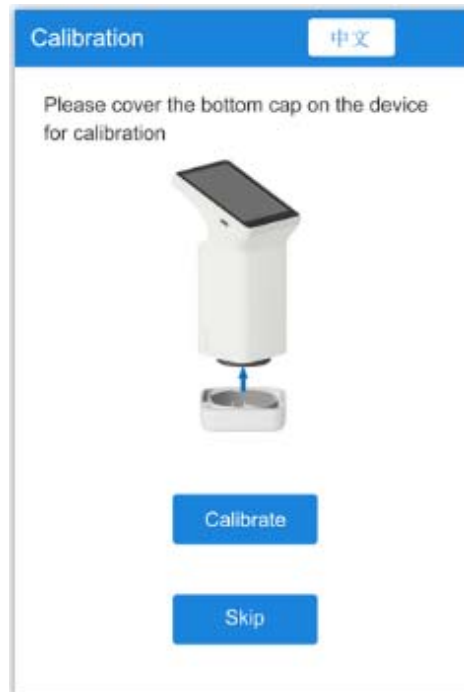 Calibration
中文
Please cover the bottom cap on the device
for calibration
Calibrate
Skip